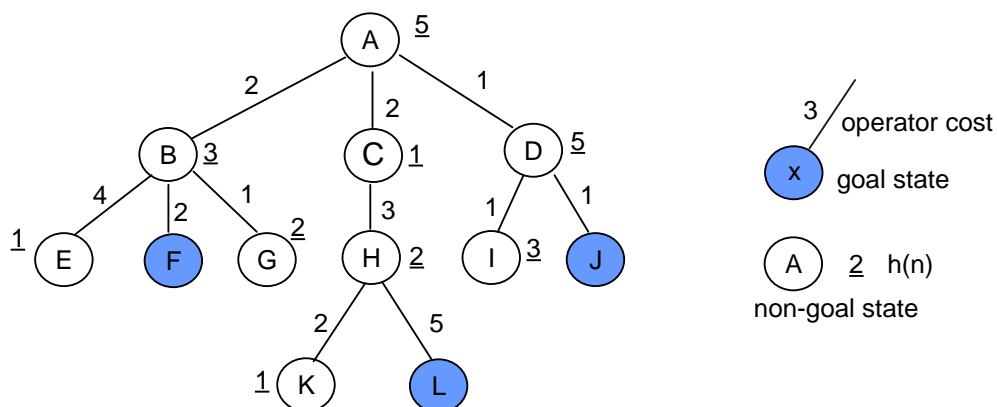 A 5
2 2 1
3 operator cost
B 3 C 1 D 5
x goal state
4 2 1 3 1 1
1 E F G 2 H 2 I 3 J
A 2 h(n)
non-goal state
2 5
1 K L